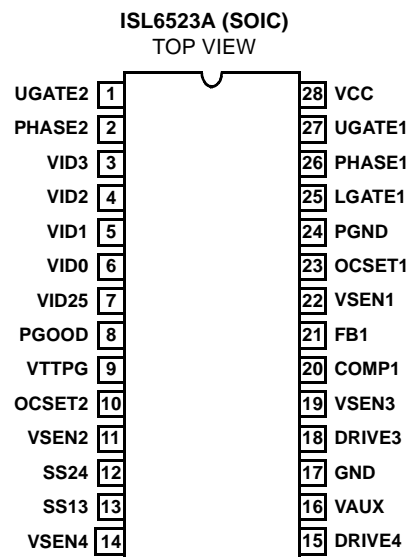 ISL6523A (SOIC)
TOP VIEW
UGATE2 1 28 VCC
PHASE2 2 27 UGATE1
VID3 3 26 PHASE1
VID2 4 25 LGATE1
VID1 5 24 PGND
VID0 6 23 OCSET1
VID25 7 22 VSEN1
PGOOD 8 21 FB1
VTTPG 9 20 COMP1
OCSET2 10 19 VSEN3
VSEN2 11 18 DRIVE3
SS24 12 17 GND
SS13 13 16 VAUX
VSEN4 14 15 DRIVE4